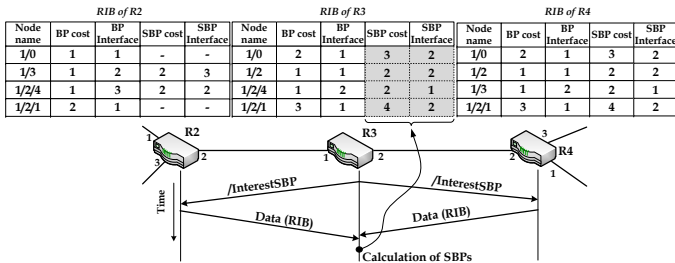 RIB of R2
Node name BP cost BP Interface SBP cost SBP Interface
1/0 1 1 - -
1/3 1 2 2 3
1/2/4 1 3 2 2
1/2/1 2 1 - -
RIB of R3
Node name BP cost BP Interface SBP cost SBP Interface
1/0 2 1 3 2
1/2 1 1 2 2
1/2/4 1 2 2 1
1/2/1 3 1 4 2
RIB of R4
Node name BP cost BP Interface SBP cost SBP Interface
1/0 2 1 3 2
1/2 1 1 2 2
1/3 1 2 2 1
1/2/1 3 1 4 2
1 R2 2 3
R3 1 2
3 R4 2 1
Time
/InterestSBP
/InterestSBP
Data (RIB)
Data (RIB)
Calculation of SBPs